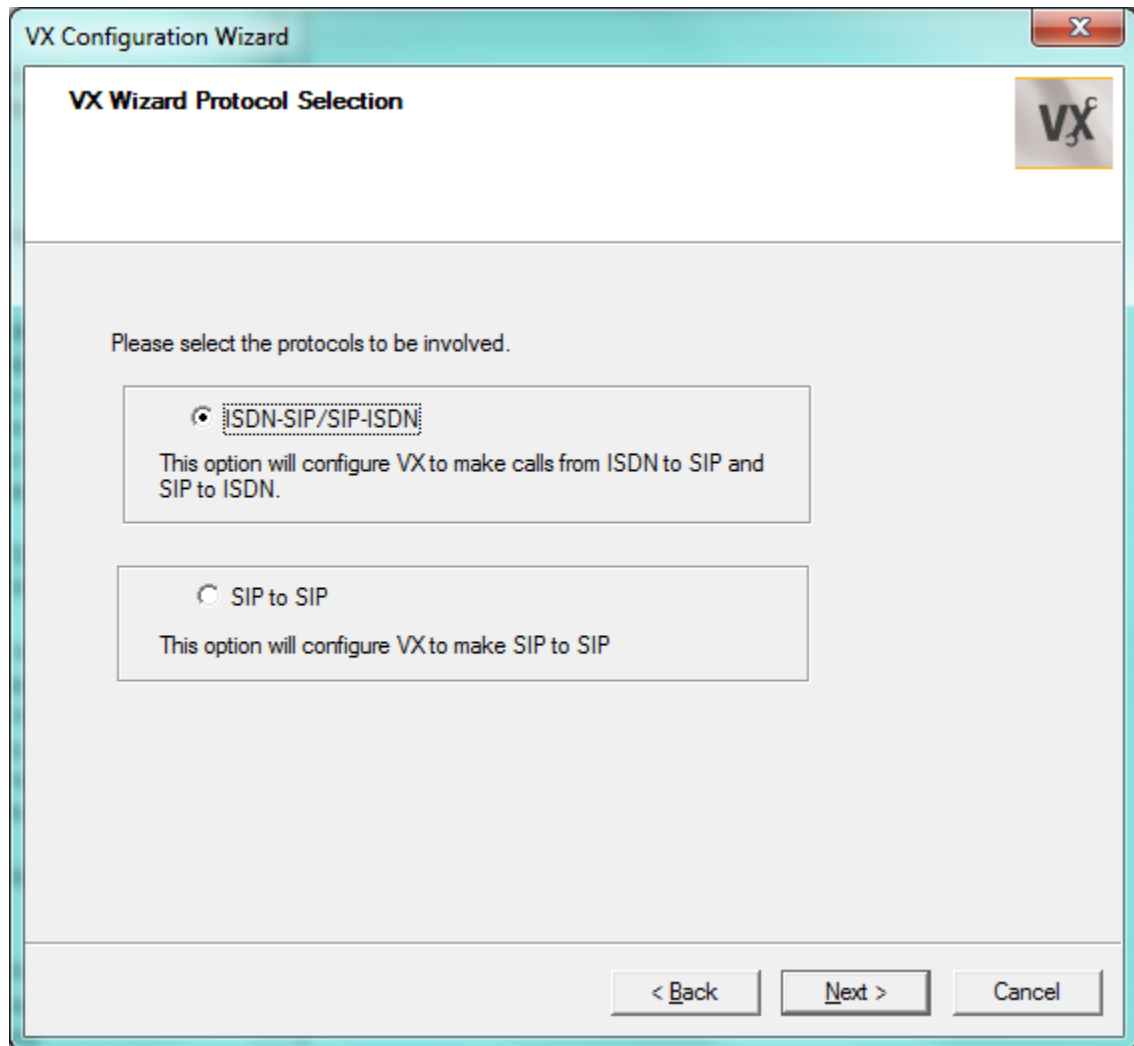 VX Configuration Wizard
VX Wizard Protocol Selection
VX
Please select the protocols to be involved.
ISDN-SIP/SIP-ISDN
This option will configure VX to make calls from ISDN to SIP and
SIP to ISDN.
SIP to SIP
This option will configure VX to make SIP to SIP
< Back
Next >
Cancel